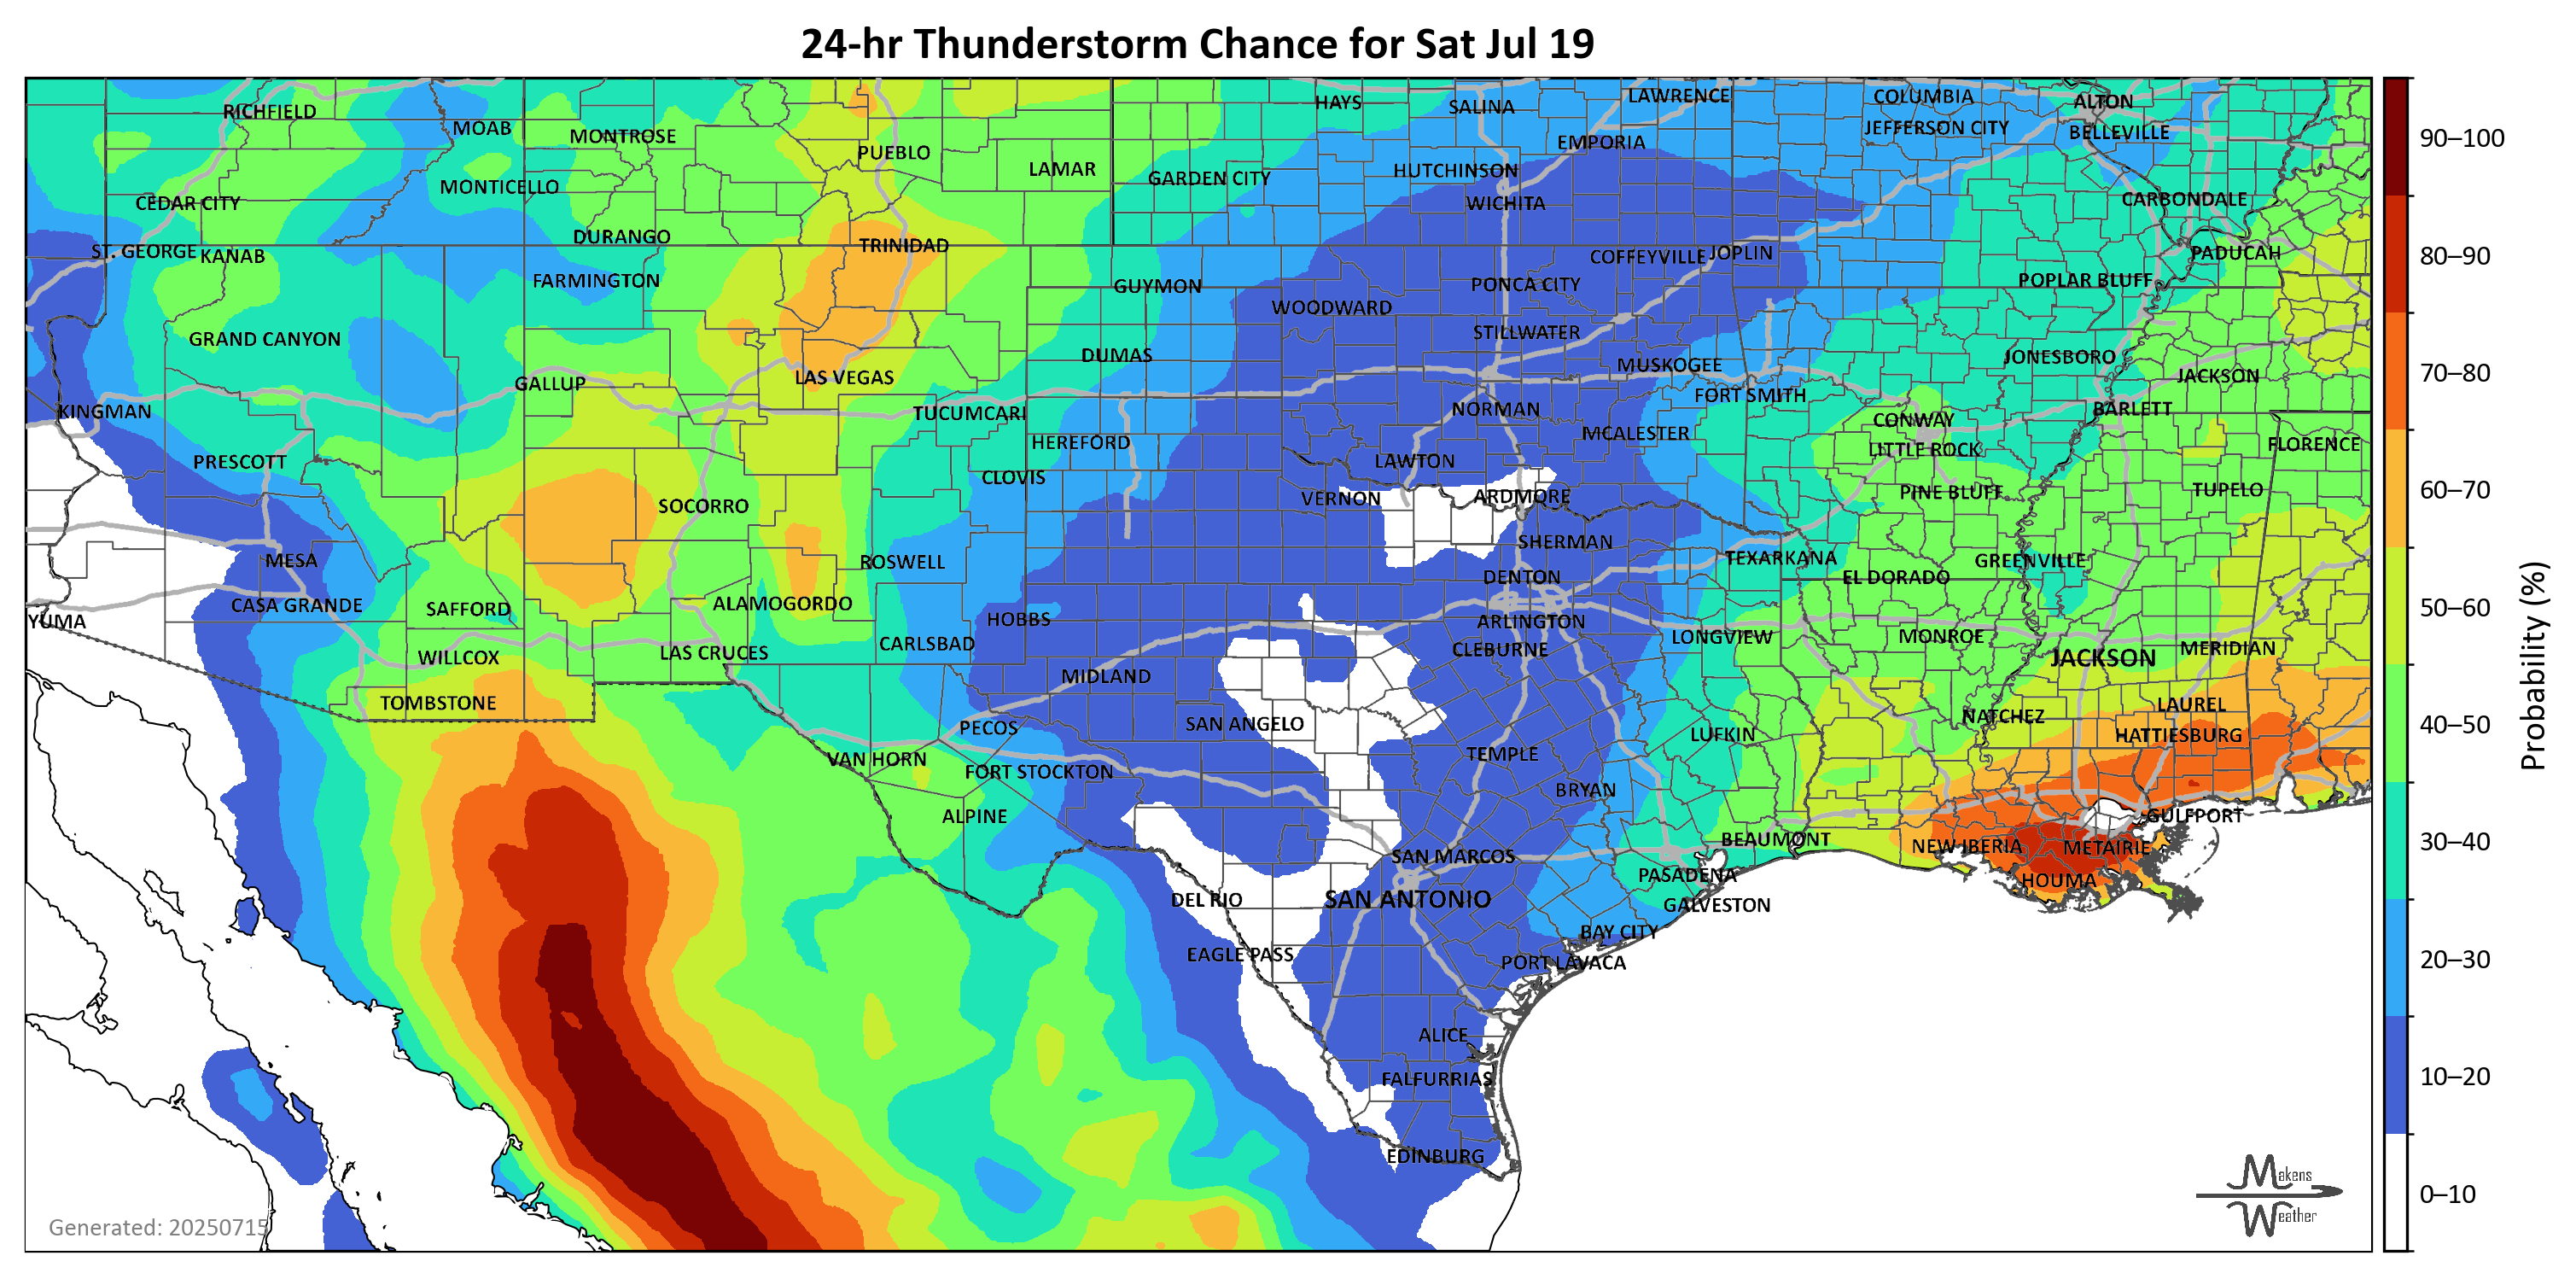 24-hr Thunderstorm Chance for Sat Jul 19
RICHFIELD
MOAB
MONTROSE
PUEBLO
LAMAR
HAYS
SALINA
LAWRENCE
COLUMBIA
ALTON
GARDEN CITY
HUTCHINSON
EMPORIA
JEFFERSON CITY
BELLEVILLE
CEDAR CITY
MONTICELLO
WICHITA
CARBONDALE
ST. GEORGE
KANAB
DURANGO
TRINIDAD
COFFEYVILLE
JOPLIN
PADUCAH
FARMINGTON
GUYMON
WOODWARD
PONCA CITY
POPLAR BLUFF
GRAND CANYON
DUMAS
STILLWATER
MUSKOGEE
JONESBORO
GALLUP
LAS VEGAS
FORT SMITH
JACKSON
KINGMAN
TUCUMCARI
NORMAN
CONWAY
BARLETT
PRESCOTT
HEREFORD
MCALESTER
LITTLE ROCK
FLORENCE
CLOVIS
LAWTON
SOCORRO
VERNON
ARDMORE
PINE BLUFF
TUPELO
MESA
ROSWELL
SHERMAN
TEXARKANA
GREENVILLE
CASA GRANDE
SAFFORD
ALAMOGORDO
DENTON
EL DORADO
YUMA
HOBBS
ARLINGTON
WILLCOX
LAS CRUCES
CARLSBAD
CLEBURNE
LONGVIEW
MONROE
JACKSON
MERIDIAN
TOMBSTONE
MIDLAND
PECOS
SAN ANGELO
NATCHEZ
LAUREL
VAN HORN
FORT STOCKTON
TEMPLE
LUFKIN
HATTIESBURG
ALPINE
BRYAN
GULFPORT
SAN MARCOS
BEAUMONT
NEW IBERIA
METAIRIE
DEL RIO
SAN ANTONIO
PASADENA
HOUMA
GALVESTON
EAGLE PASS
BAY CITY
PORT LAVACA
ALICE
FALFURRIAS
EDINBURG
Generated: 20250715
Makens
Weather
90–100
80–90
70–80
60–70
50–60
40–50
30–40
20–30
10–20
0–10
Probability (%)